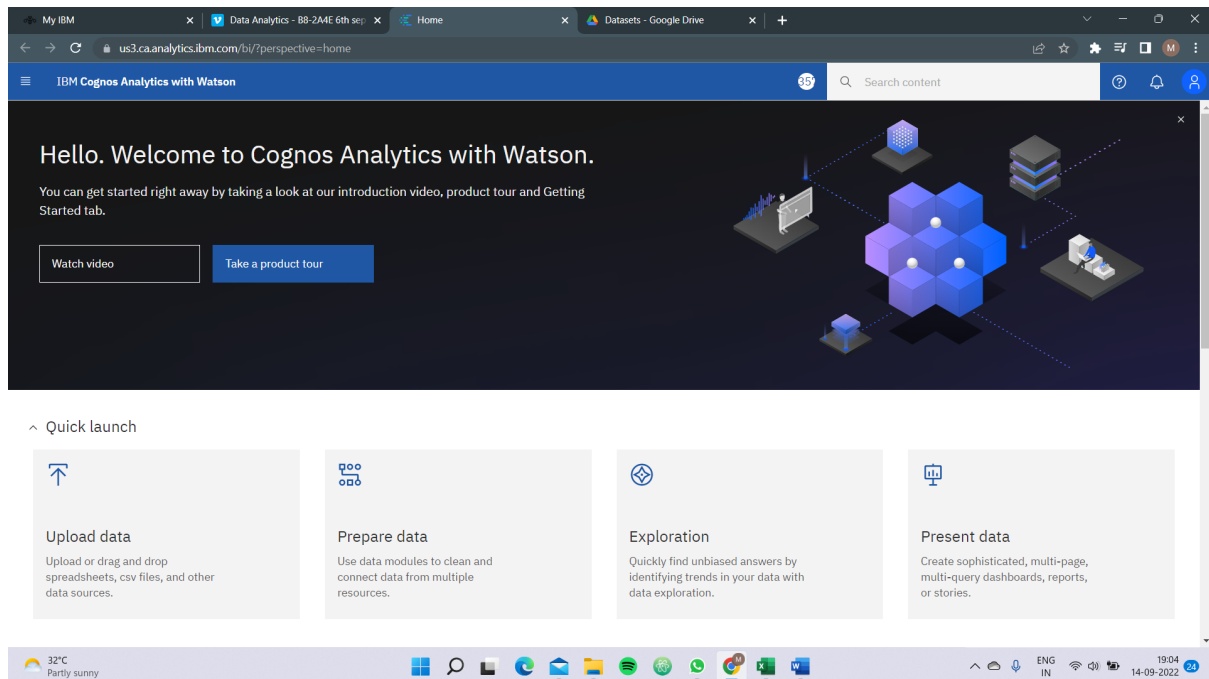 My IBM
Data Analytics - B8-2A4E 6th sep
Home
Datasets - Google Drive
us3.ca.analytics.ibm.com/bi/?perspective=home
M
IBM Cognos Analytics with Watson
Search content
Hello. Welcome to Cognos Analytics with Watson.
You can get started right away by taking a look at our introduction video, product tour and Getting
Started tab.
Watch video
Take a product tour
Quick launch
Upload data
Upload or drag and drop
spreadsheets, csv files, and other
data sources.
Prepare data
Use data modules to clean and
connect data from multiple
resources.
Exploration
Quickly find unbiased answers by
identifying trends in your data with
data exploration.
Present data
Create sophisticated, multi-page,
multi-query dashboards, reports,
or stories.
32°C
Partly sunny
ENG
IN
19:04
14-09-2022
24